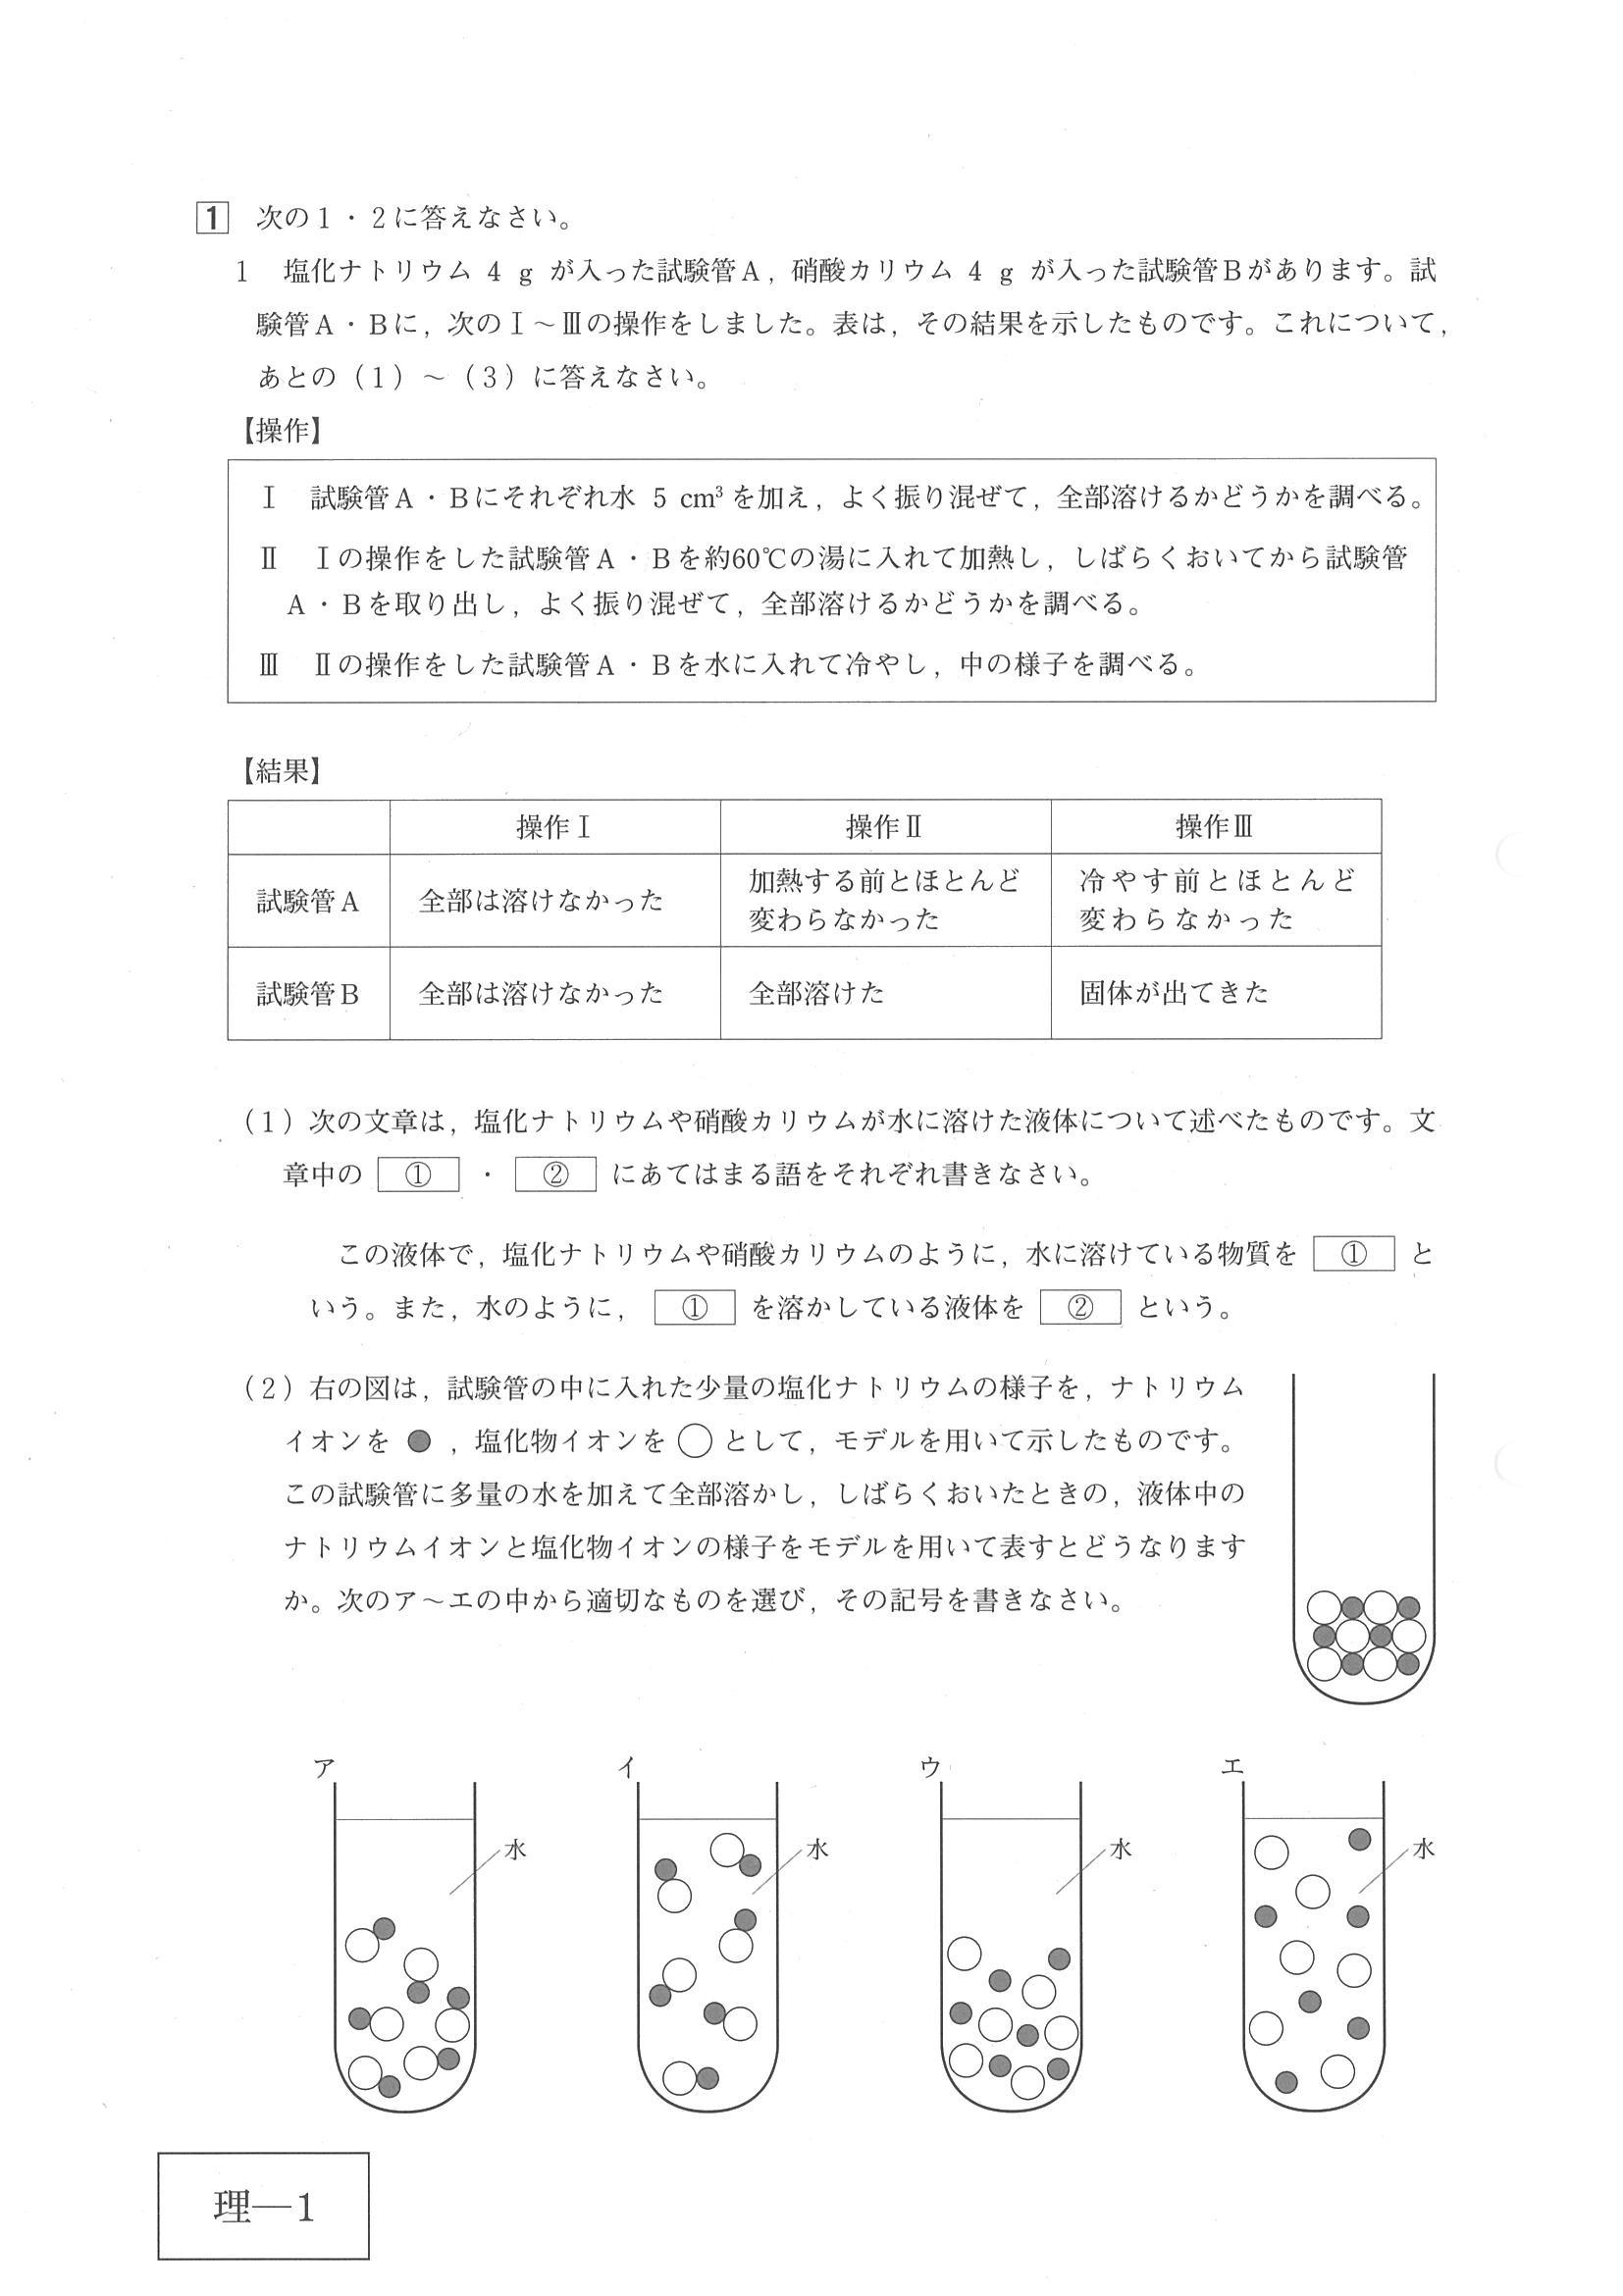 1 次の1・2に答えなさい。
1 塩化ナトリウム 4 g が入った試験管A，硝酸カリウム 4 g が入った試験管Bがあります。試
験管A・Bに，次のⅠ～Ⅲの操作をしました。表は，その結果を示したものです。これについて，
あとの（1）～（3）に答えなさい。
【操作】
Ⅰ 試験管A・Bにそれぞれ水 5 cm³ を加え，よく振り混ぜて，全部溶けるかどうかを調べる。
Ⅱ Ⅰの操作をした試験管A・Bを約60℃の湯に入れて加熱し，しばらくおいてから試験管
A・Bを取り出し，よく振り混ぜて，全部溶けるかどうかを調べる。
Ⅲ Ⅱの操作をした試験管A・Bを水に入れて冷やし，中の様子を調べる。
【結果】
操作Ⅰ 操作Ⅱ 操作Ⅲ
試験管A 全部は溶けなかった 加熱する前とほとんど変わらなかった 冷やす前とほとんど変わらなかった
試験管B 全部は溶けなかった 全部溶けた 固体が出てきた
（1）次の文章は，塩化ナトリウムや硝酸カリウムが水に溶けた液体について述べたものです。文
章中の ① ・ ② にあてはまる語をそれぞれ書きなさい。
この液体で，塩化ナトリウムや硝酸カリウムのように，水に溶けている物質を ① と
いう。また，水のように， ① を溶かしている液体を ② という。
（2）右の図は，試験管の中に入れた少量の塩化ナトリウムの様子を，ナトリウム
イオンを ● ，塩化物イオンを ○ として，モデルを用いて示したものです。
この試験管に多量の水を加えて全部溶かし，しばらくおいたときの，液体中の
ナトリウムイオンと塩化物イオンの様子をモデルを用いて表すとどうなります
か。次のア～エの中から適切なものを選び，その記号を書きなさい。
ア イ ウ エ
水 水 水 水
理―1